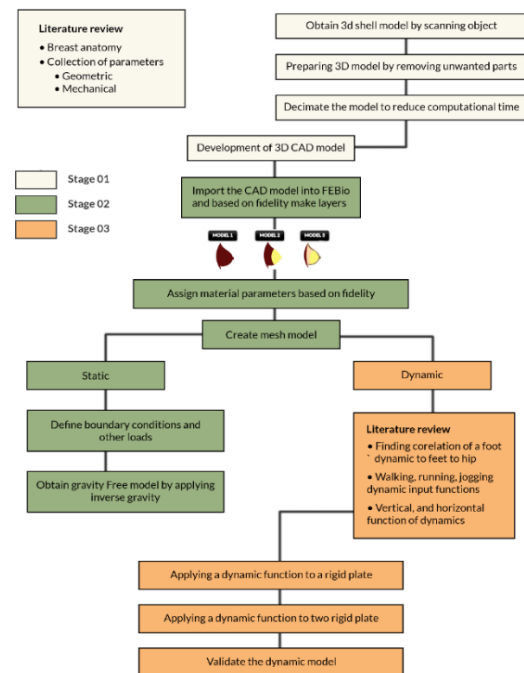 Literature review
• Breast anatomy
• Collection of parameters
• Geometric
• Mechanical
Obtain 3d shell model by scanning object
Preparing 3D model by removing unwanted parts
Decimate the model to reduce computational time
Development of 3D CAD model
Stage 01
Stage 02
Stage 03
Import the CAD model into FEBio
and based on fidelity make layers
MODEL 1
MODEL 2
MODEL 3
Assign material parameters based on fidelity
Create mesh model
Static
Define boundary conditions and
other loads
Obtain gravity Free model by applying
inverse gravity
Dynamic
Literature review
• Finding corelation of a foot
` dynamic to feet to hip
• Walking, running, jogging
dynamic input functions
• Vertical, and horizontal
function of dynamics
Applying a dynamic function to a rigid plate
Applying a dynamic function to two rigid plate
Validate the dynamic model